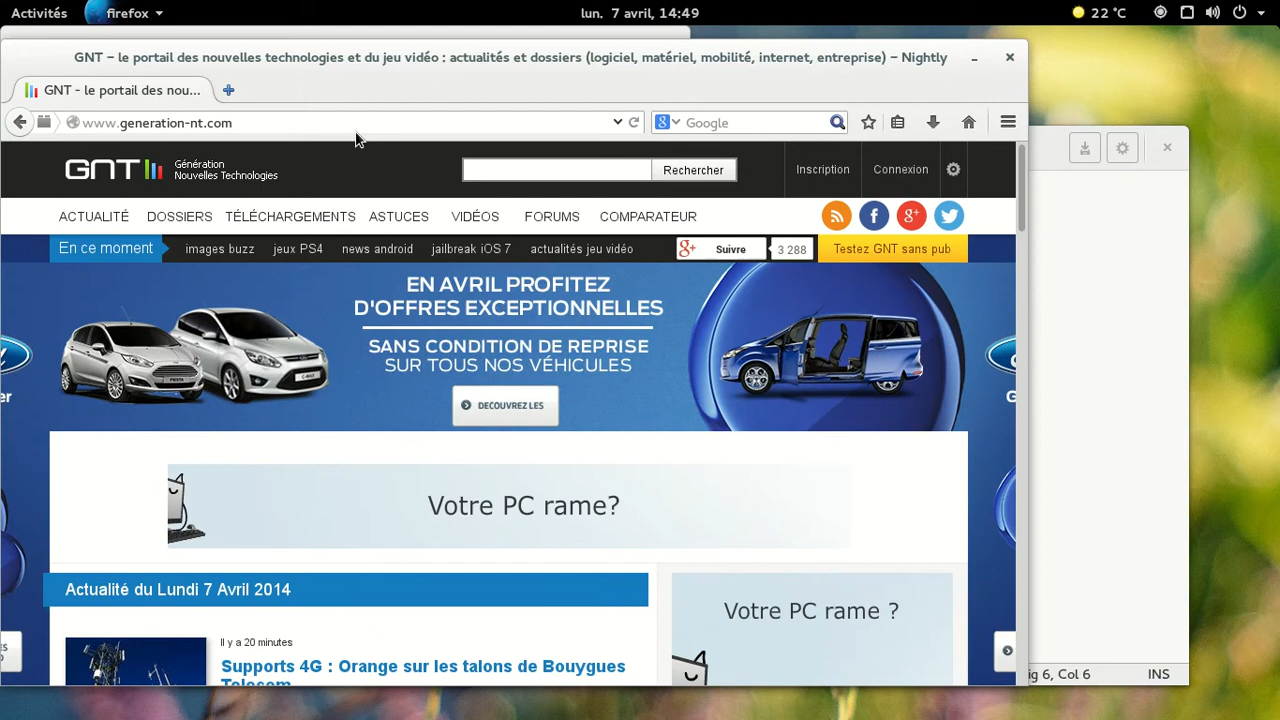 Activités
firefox
lun. 7 avril, 14:49
22 °C
GNT – le portail des nouvelles technologies et du jeu vidéo : actualités et dossiers (logiciel, matériel, mobilité, internet, entreprise) – Nightly
GNT - le portail des nou...
www.generation-nt.com
Google
GNT
Génération
Nouvelles Technologies
Rechercher
Inscription
Connexion
ACTUALITÉ
DOSSIERS
TÉLÉCHARGEMENTS
ASTUCES
VIDÉOS
FORUMS
COMPARATEUR
En ce moment
images buzz
jeux PS4
news android
jailbreak iOS 7
actualités jeu vidéo
Suivre
3 288
Testez GNT sans pub
EN AVRIL PROFITEZ
D'OFFRES EXCEPTIONNELLES
SANS CONDITION DE REPRISE
SUR TOUS NOS VÉHICULES
DECOUVREZ LES
Votre PC rame?
Actualité du Lundi 7 Avril 2014
Votre PC rame ?
Il y a 20 minutes
Supports 4G : Orange sur les talons de Bouygues
Telecom
ig 6, Col 6
INS